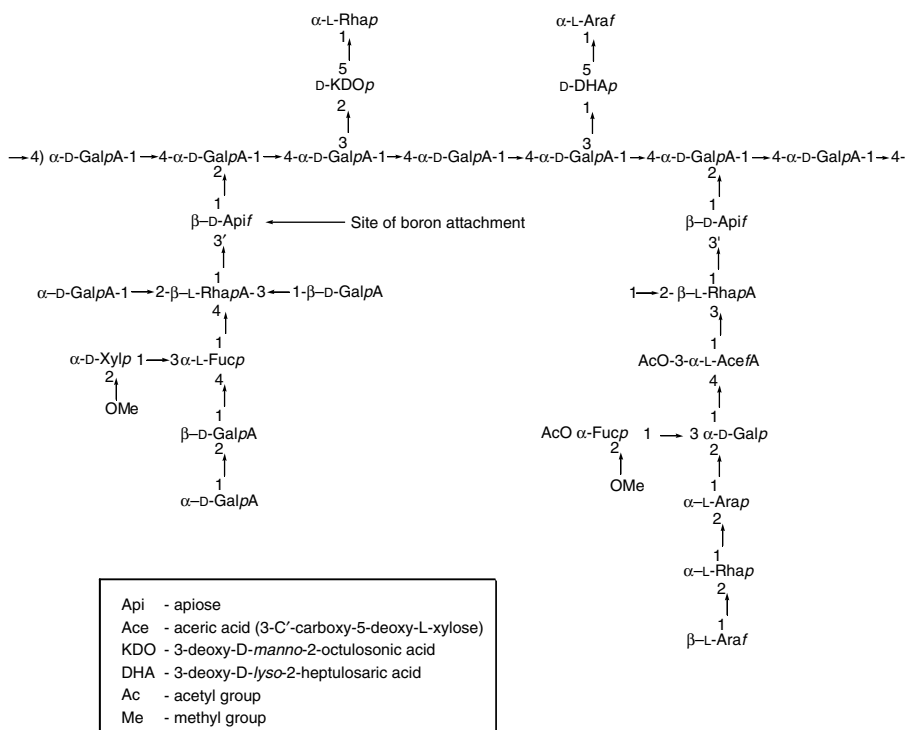 α-L-Rhap α-L-Araf
1 1
5 5
D-KDOp D-DHAp
2 1
3 3
4) α-D-GalpA-1 4-α-D-GalpA-1 4-α-D-GalpA-1 4-α-D-GalpA-1 4-α-D-GalpA-1 4-α-D-GalpA-1 4-α-D-GalpA-1 4-
2 2
1 1
β–D-Apif Site of boron attachment β–D-Apif
3′ 3'
1 1
α–D-GalpA-1 2-β–L-RhapA-3 1-β–D-GalpA 1 2- β–L-RhapA
4 3
1 1
α-D-Xylp 1 3α-L-Fucp AcO-3-α-L-AcefA
2 4 4
OMe
1 1
β–D-GalpA AcO α-Fucp 1 3 α-D-Galp
2 2 2
1 OMe 1
α–D-GalpA α–L-Arap
2
1
α–L-Rhap
2
1
β–L-Araf
Api - apiose
Ace - aceric acid (3-C′-carboxy-5-deoxy-L-xylose)
KDO - 3-deoxy-D-manno-2-octulosonic acid
DHA - 3-deoxy-D-lyso-2-heptulosaric acid
Ac - acetyl group
Me - methyl group